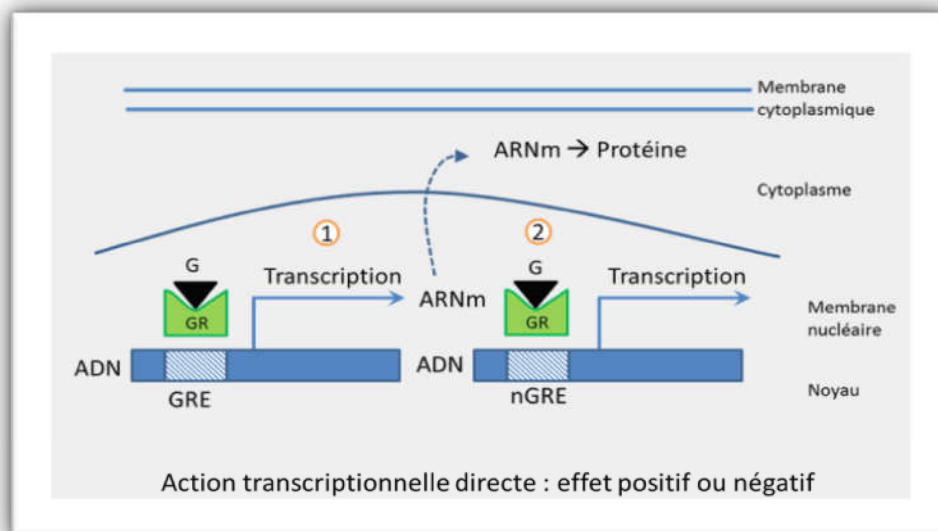 Membrane
cytoplasmique
ARNm → Protéine
Cytoplasme
① ②
G G
Transcription Transcription
GR ARNm GR
Membrane
nucléaire
ADN ADN
GRE nGRE
Noyau
Action transcriptionnelle directe : effet positif ou négatif